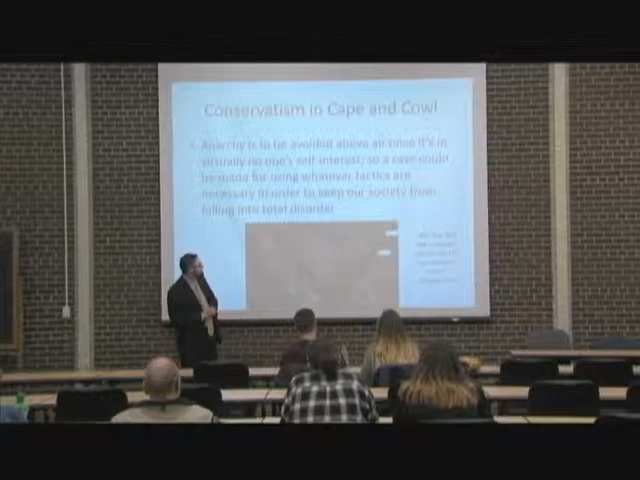 Conservatism in Cape and Cowl
Anarchy is to be avoided above all since it's in
virtually no one's self-interest, so a case could
be made for using whatever tactics are
necessary in order to keep our society from
falling into total disorder